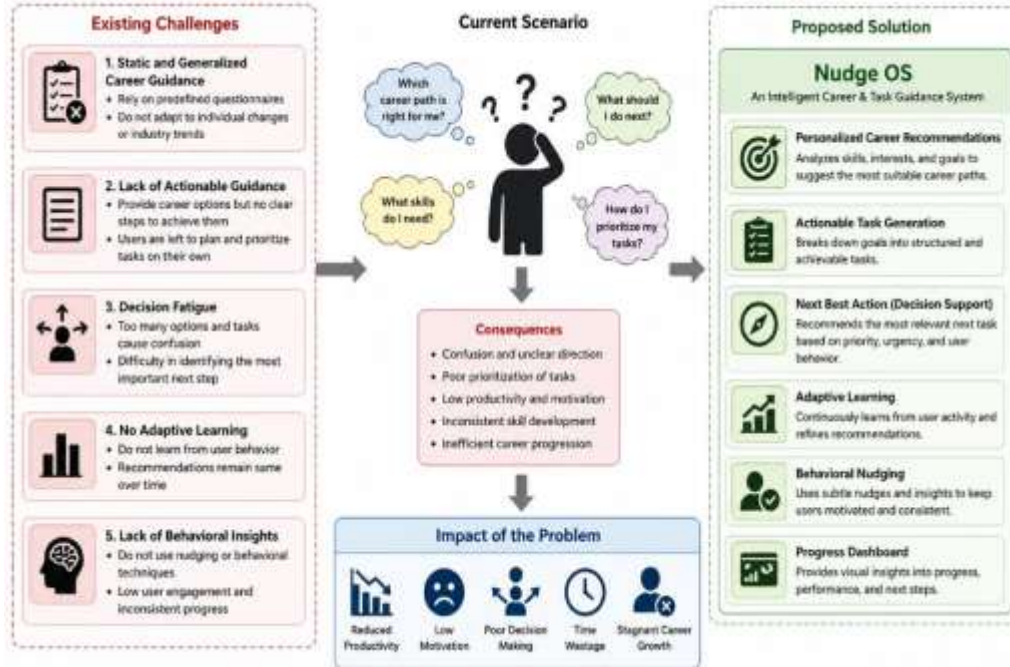 Existing Challenges
1. Static and Generalized
Career Guidance
• Rely on predefined questionnaires
• Do not adapt to individual changes
or industry trends
2. Lack of Actionable Guidance
• Provide career options but no clear
steps to achieve them
• Users are left to plan and prioritize
tasks on their own
3. Decision Fatigue
• Too many options and tasks
cause confusion
• Difficulty in identifying the most
important next step
4. No Adaptive Learning
• Do not learn from user behavior
• Recommendations remain same
over time
5. Lack of Behavioral Insights
• Do not use nudging or behavioral
techniques
• Low user engagement and
inconsistent progress
Current Scenario
Which
career path is
right for me?
? ? ?
What should
I do next?
What skills
do I need?
How do I
prioritize my
tasks?
Consequences
• Confusion and unclear direction
• Poor prioritization of tasks
• Low productivity and motivation
• Inconsistent skill development
• Inefficient career progression
Impact of the Problem
Reduced
Productivity
Low
Motivation
Poor Decision
Making
Time
Wastage
Stagnant Career
Growth
Proposed Solution
Nudge OS
An Intelligent Career & Task Guidance System
Personalized Career Recommendations
Analyzes skills, interests, and goals to
suggest the most suitable career paths.
Actionable Task Generation
Breaks down goals into structured and
achievable tasks.
Next Best Action (Decision Support)
Recommends the most relevant next task
based on priority, urgency, and user
behavior.
Adaptive Learning
Continuously learns from user activity and
refines recommendations.
Behavioral Nudging
Uses subtle nudges and insights to keep
users motivated and consistent.
Progress Dashboard
Provides visual insights into progress,
performance, and next steps.